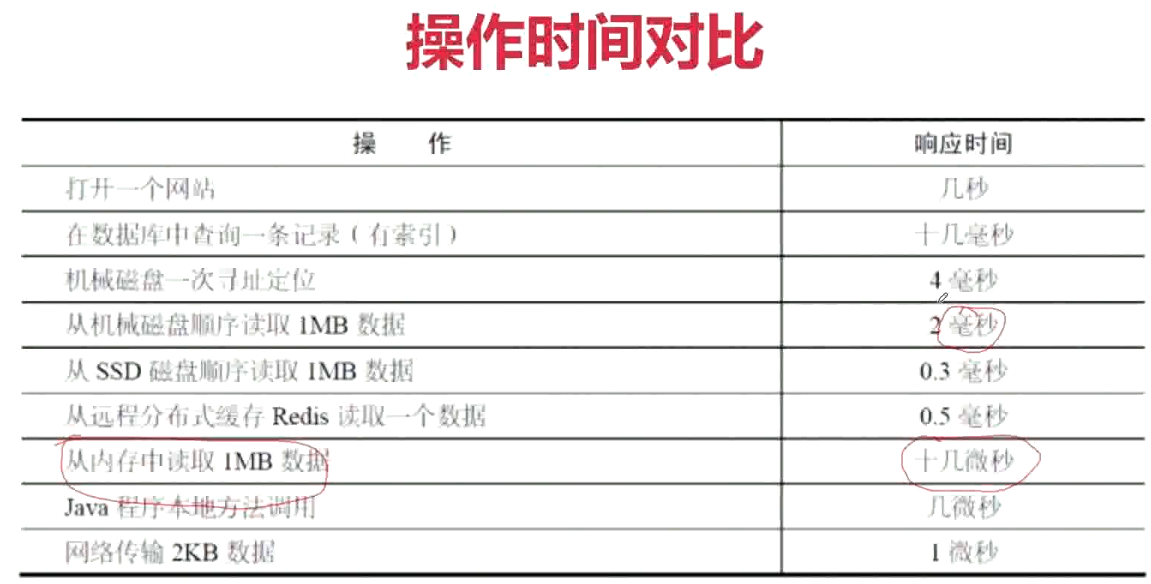 操作时间对比
操 作 响应时间
打开一个网站 几秒
在数据库中查询一条记录（有索引） 十几毫秒
机械磁盘一次寻址定位 4 毫秒
从机械磁盘顺序读取 1MB 数据 2 毫秒
从 SSD 磁盘顺序读取 1MB 数据 0.3 毫秒
从远程分布式缓存 Redis 读取一个数据 0.5 毫秒
从内存中读取 1MB 数据 十几微秒
Java 程序本地方法调用 几微秒
网络传输 2KB 数据 1 微秒